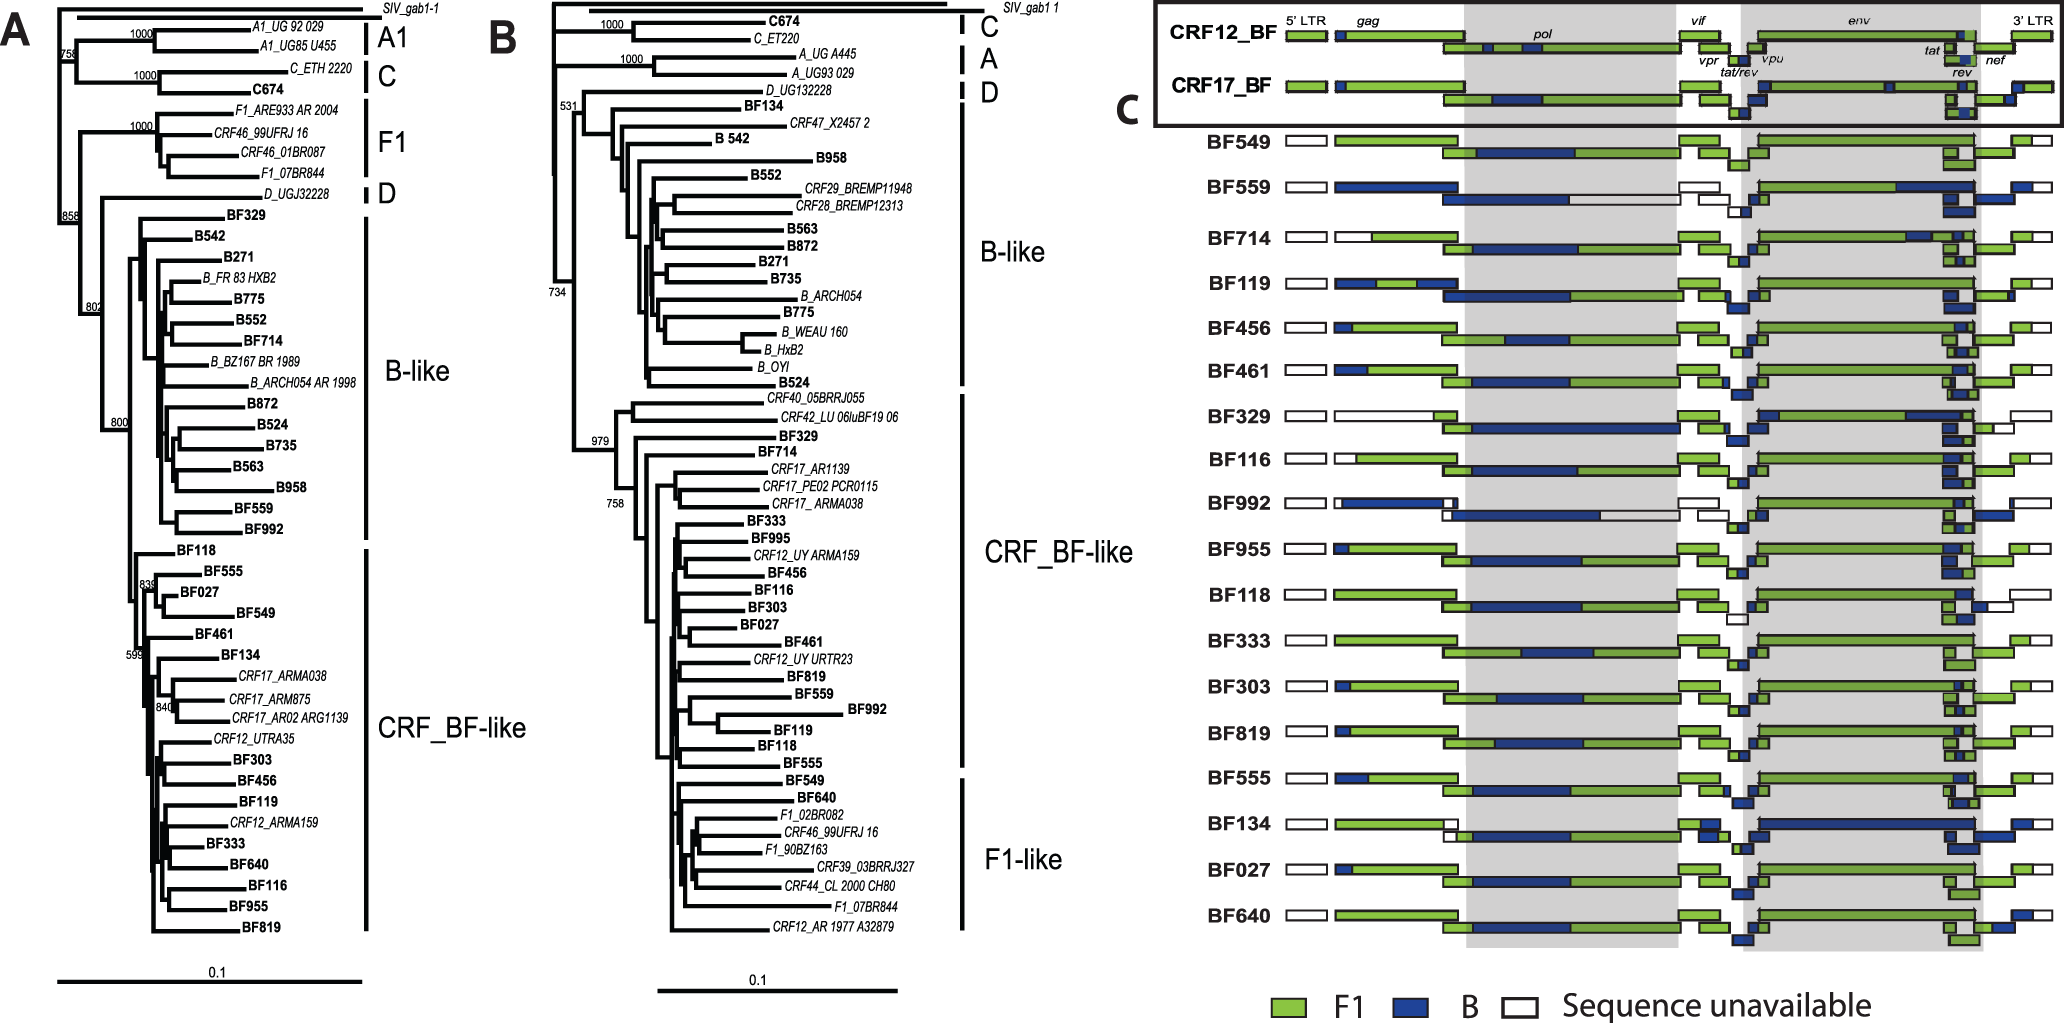 A
SIV_gab1-1
A1_UG 92 029
1000
A1_UG85 U455
A1
758
C_ETH 2220
1000
C674
C
F1_ARE933 AR 2004
1000
CRF46_99UFRJ 16
CRF46_01BR087
F1_07BR844
F1
D_UGJ32228
D
858
BF329
B542
B271
B_FR 83 HXB2
B775
802
B552
BF714
B_BZ167 BR 1989
B_ARCH054 AR 1998
B-like
B872
800
B524
B735
B563
B958
BF559
BF992
BF118
BF555
839
BF027
BF549
BF461
599
BF134
CRF17_ARMA038
CRF17_ARM875
840
CRF17_AR02 ARG1139
CRF_BF-like
CRF12_UTRA35
BF303
BF456
BF119
CRF12_ARMA159
BF333
BF640
BF116
BF955
BF819
0.1
B
SIV_gab1 1
C674
1000
C_ET220
C
A_UG A445
1000
A_UG93 029
A
D_UG132228
D
531
BF134
CRF47_X2457 2
B 542
B958
B552
CRF29_BREMP11948
CRF28_BREMP12313
B563
B872
B-like
B271
B735
734
B_ARCH054
B775
B_WEAU 160
B_HxB2
B_OYI
B524
CRF40_05BRRJ055
CRF42_LU 06luBF19 06
979
BF329
BF714
CRF17_AR1139
CRF17_PE02 PCR0115
758
CRF17_ ARMA038
BF333
BF995
CRF12_UY ARMA159
CRF_BF-like
BF456
BF116
BF303
BF027
BF461
CRF12_UY URTR23
BF819
BF559
BF992
BF119
BF118
BF555
BF549
BF640
F1_02BR082
CRF46_99UFRJ 16
F1_90BZ163
F1-like
CRF39_03BRRJ327
CRF44_CL 2000 CH80
F1_07BR844
CRF12_AR 1977 A32879
0.1
C
5' LTR gag vif env 3' LTR
CRF12_BF
pol
tat
vpr vpu nef
tat/rev rev
CRF17_BF
BF549
BF559
BF714
BF119
BF456
BF461
BF329
BF116
BF992
BF955
BF118
BF333
BF303
BF819
BF555
BF134
BF027
BF640
F1 B Sequence unavailable